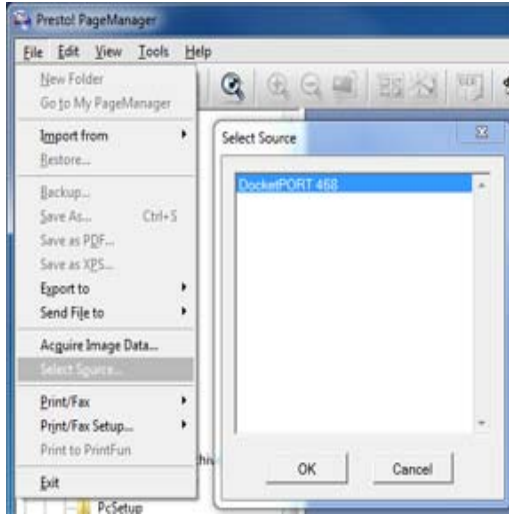 Presto! PageManager
File Edit View Tools Help
New Folder
Go to My PageManager
Import from
Restore...
Backup...
Save As... Ctrl+S
Save as PDF...
Save as XPS...
Export to
Send File to
Acquire Image Data...
Select Source...
Print/Fax
Print/Fax Setup...
Print to PrintFun
Exit
PcSetup
Select Source
DocketPORT 468
OK Cancel